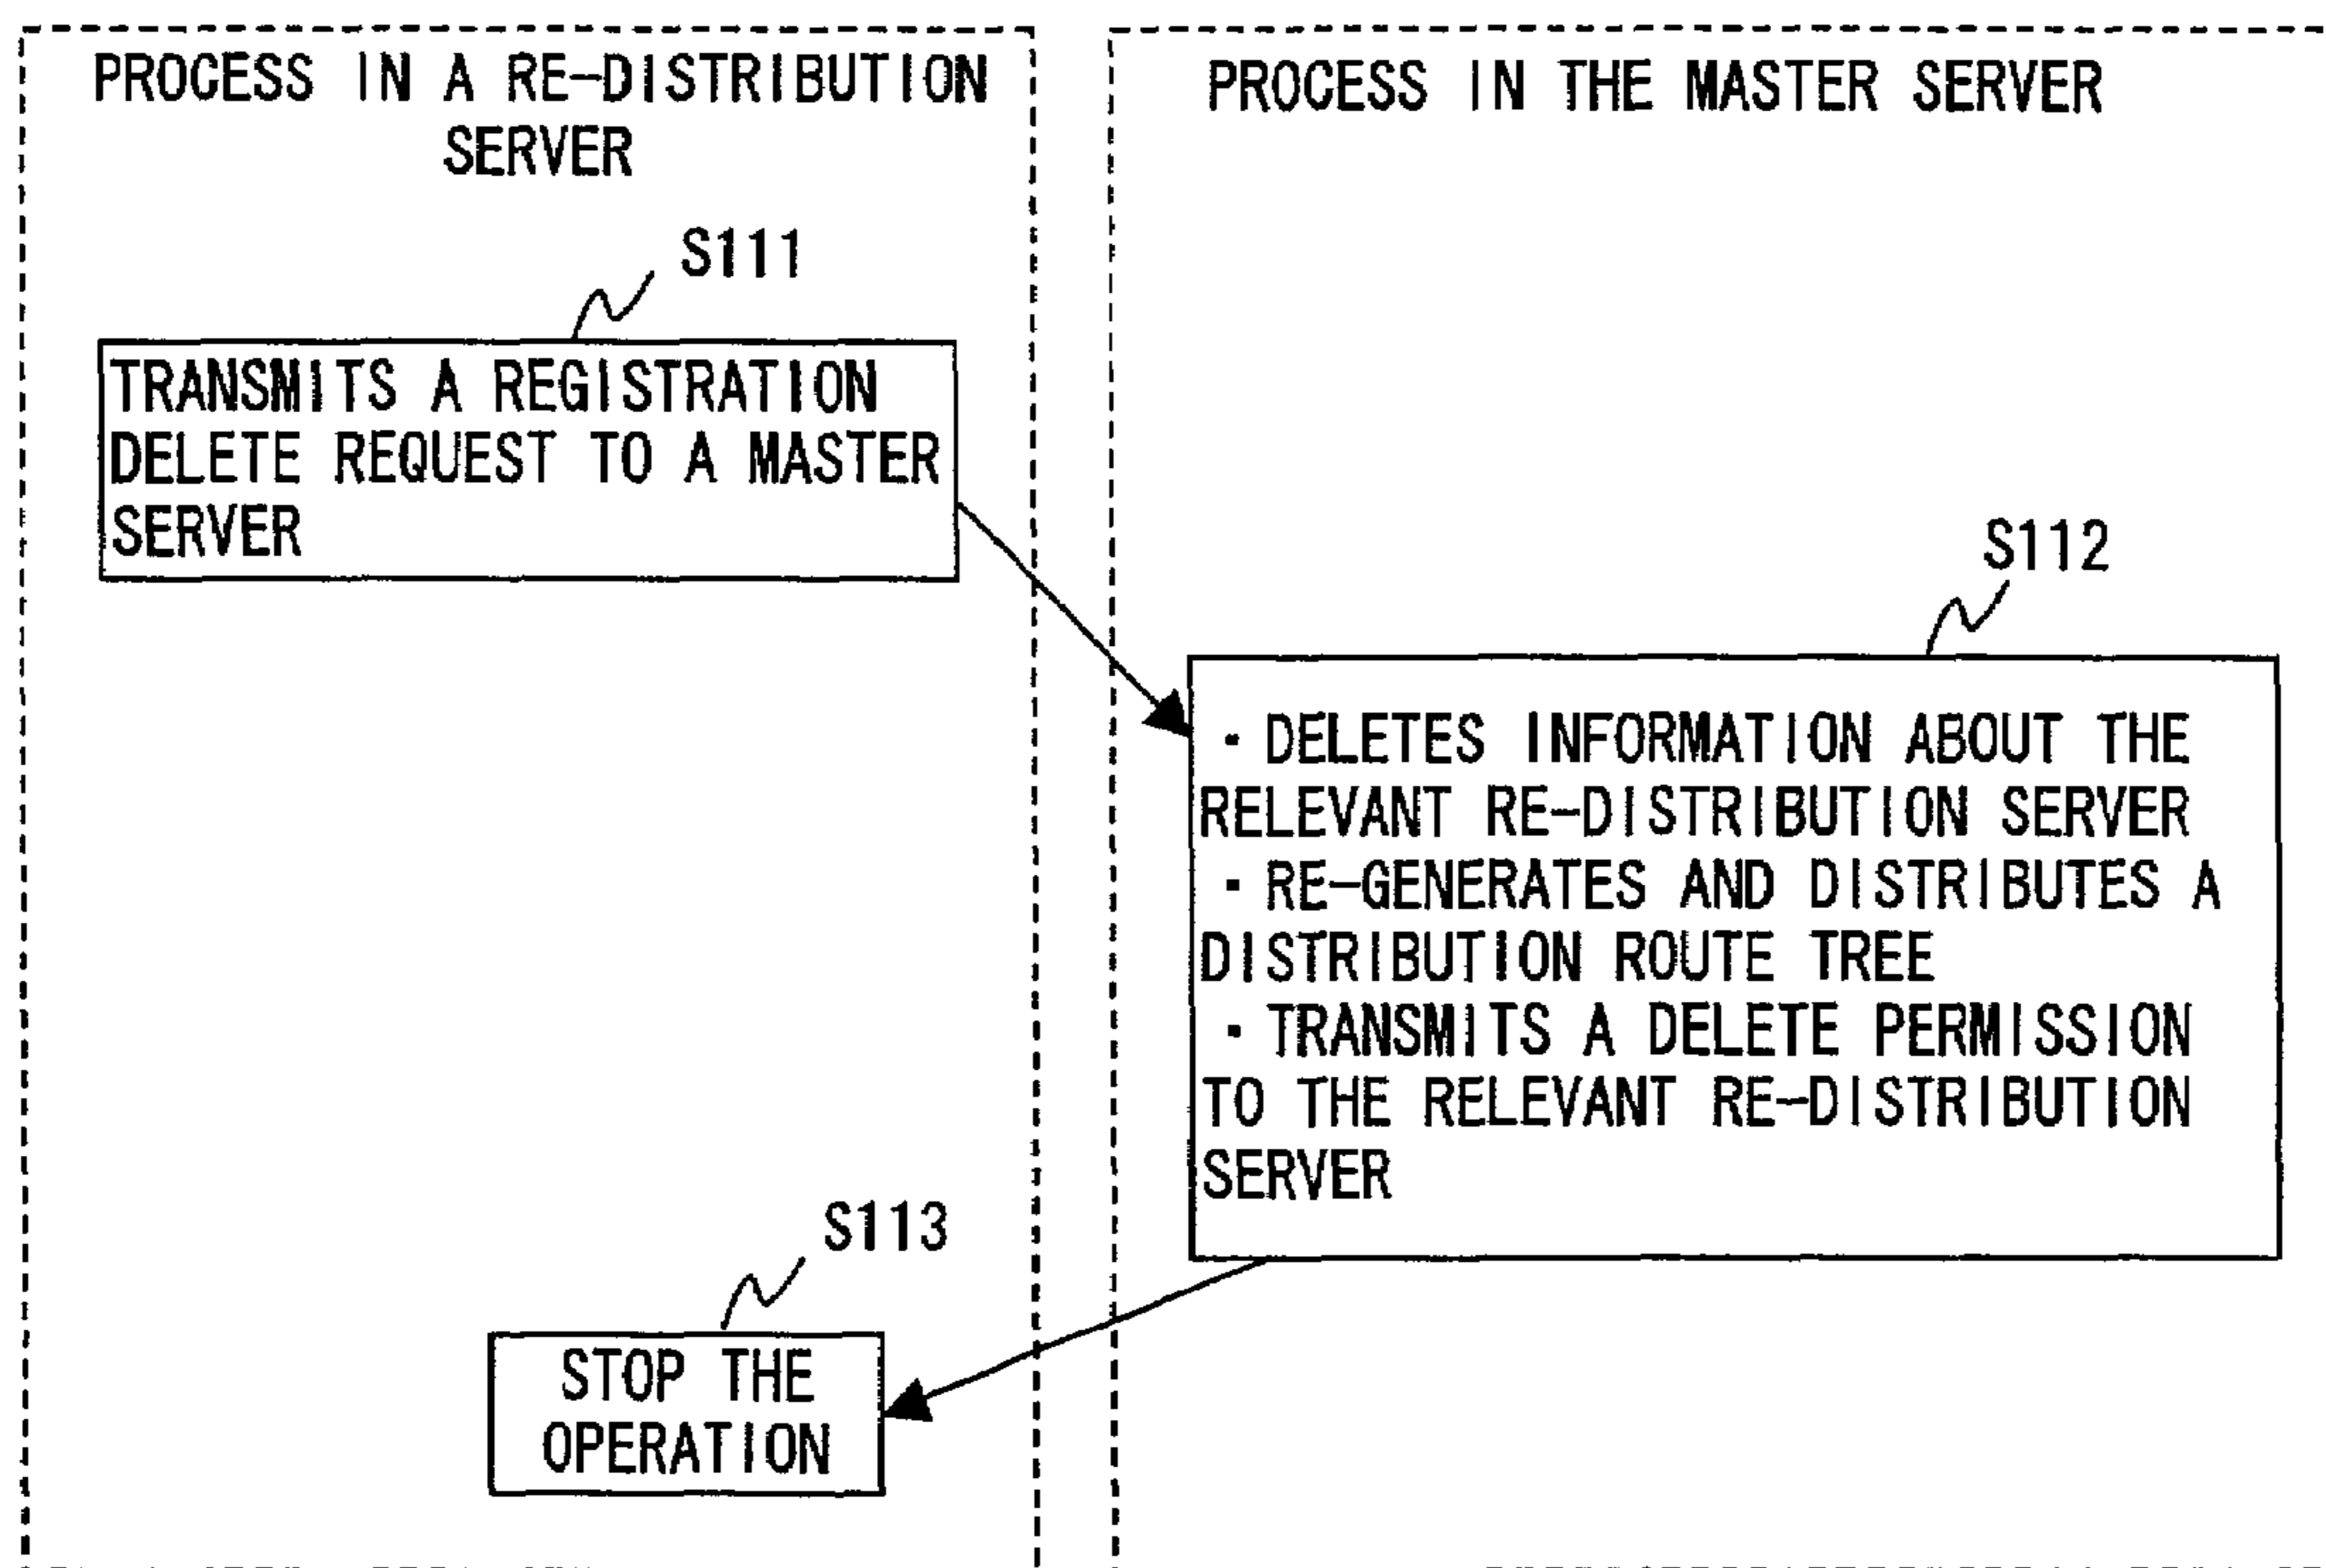 PROCESS IN A RE-DISTRIBUTION
SERVER
S111
TRANSMITS A REGISTRATION
DELETE REQUEST TO A MASTER
SERVER
PROCESS IN THE MASTER SERVER
S112
・DELETES INFORMATION ABOUT THE
RELEVANT RE-DISTRIBUTION SERVER
・RE-GENERATES AND DISTRIBUTES A
DISTRIBUTION ROUTE TREE
・TRANSMITS A DELETE PERMISSION
TO THE RELEVANT RE-DISTRIBUTION
SERVER
S113
STOP THE
OPERATION